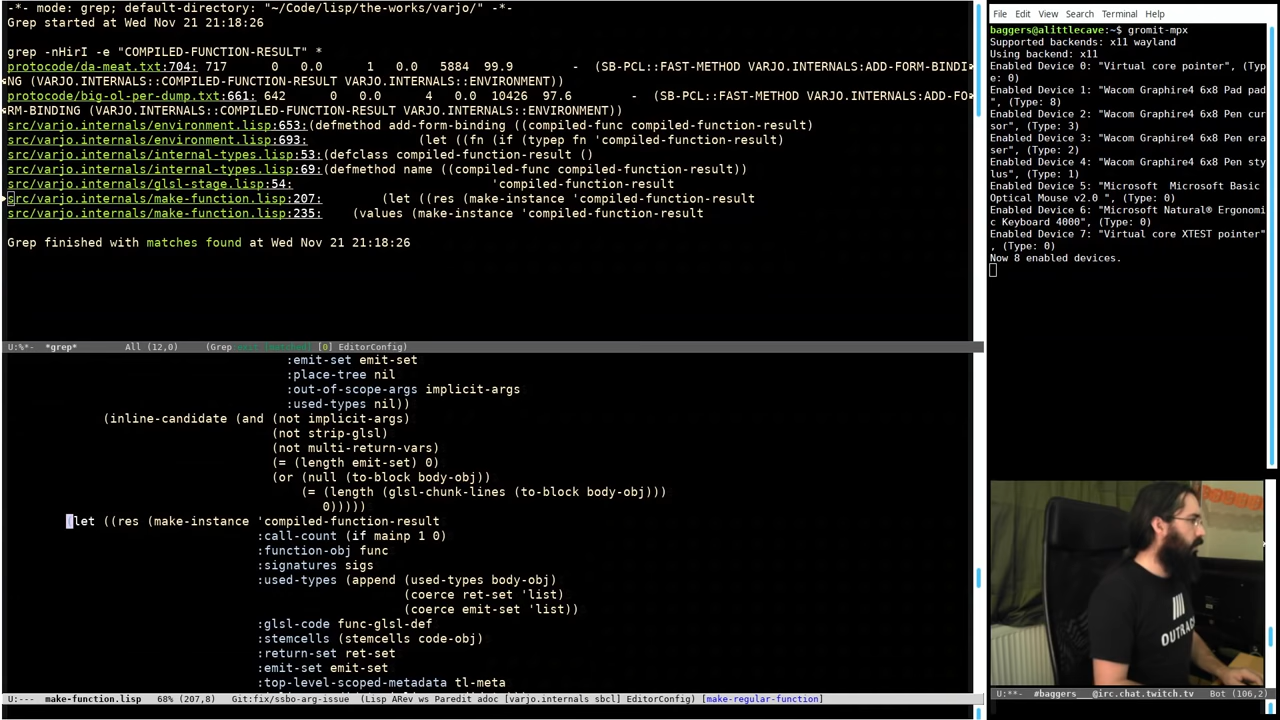 -*- mode: grep; default-directory: "~/Code/lisp/the-works/varjo/" -*-
Grep started at Wed Nov 21 21:18:26
grep -nHirI -e "COMPILED-FUNCTION-RESULT" *
protocode/da-meat.txt:704: 717 0 0.0 1 0.0 5884 99.9 - (SB-PCL::FAST-METHOD VARJO.INTERNALS:ADD-FORM-BINDI
NG (VARJO.INTERNALS::COMPILED-FUNCTION-RESULT VARJO.INTERNALS::ENVIRONMENT))
protocode/big-ol-per-dump.txt:661: 642 0 0.0 4 0.0 10426 97.6 - (SB-PCL::FAST-METHOD VARJO.INTERNALS:ADD-FO
RM-BINDING (VARJO.INTERNALS::COMPILED-FUNCTION-RESULT VARJO.INTERNALS::ENVIRONMENT))
src/varjo.internals/environment.lisp:653:(defmethod add-form-binding ((compiled-func compiled-function-result)
src/varjo.internals/environment.lisp:693: (let ((fn (if (typep fn 'compiled-function-result)
src/varjo.internals/internal-types.lisp:53:(defclass compiled-function-result ()
src/varjo.internals/internal-types.lisp:69:(defmethod name ((compiled-func compiled-function-result))
src/varjo.internals/glsl-stage.lisp:54: 'compiled-function-result
src/varjo.internals/make-function.lisp:207: (let ((res (make-instance 'compiled-function-result
src/varjo.internals/make-function.lisp:235: (values (make-instance 'compiled-function-result
Grep finished with matches found at Wed Nov 21 21:18:26
U:%*- *grep* All (12,0) (Grep [0] EditorConfig)
:emit-set emit-set
:place-tree nil
:out-of-scope-args implicit-args
:used-types nil))
(inline-candidate (and (not implicit-args)
(not strip-glsl)
(not multi-return-vars)
(= (length emit-set) 0)
(or (null (to-block body-obj))
(= (length (glsl-chunk-lines (to-block body-obj)))
0)))))
(let ((res (make-instance 'compiled-function-result
:call-count (if mainp 1 0)
:function-obj func
:signatures sigs
:used-types (append (used-types body-obj)
(coerce ret-set 'list)
(coerce emit-set 'list))
:glsl-code func-glsl-def
:stemcells (stemcells code-obj)
:return-set ret-set
:emit-set emit-set
:top-level-scoped-metadata tl-meta
U:--- make-function.lisp 68% (207,8) Git:fix/ssbo-arg-issue (Lisp ARev ws Paredit adoc [varjo.internals sbcl] EditorConfig) [make-regular-function]
File Edit View Search Terminal Help
baggers@alittlecave:~$ gromit-mpx
Supported backends: x11 wayland
Using backend: x11
Enabled Device 0: "Virtual core pointer", (Typ
e: 0)
Enabled Device 1: "Wacom Graphire4 6x8 Pad pad
", (Type: 8)
Enabled Device 2: "Wacom Graphire4 6x8 Pen cur
sor", (Type: 3)
Enabled Device 3: "Wacom Graphire4 6x8 Pen era
ser", (Type: 2)
Enabled Device 4: "Wacom Graphire4 6x8 Pen sty
lus", (Type: 1)
Enabled Device 5: "Microsoft  Microsoft Basic
Optical Mouse v2.0 ", (Type: 0)
Enabled Device 6: "Microsoft Natural® Ergonomi
c Keyboard 4000", (Type: 0)
Enabled Device 7: "Virtual core XTEST pointer"
, (Type: 0)
Now 8 enabled devices.
U:**- #baggers___@irc.chat.twitch.tv Bot (106,2)